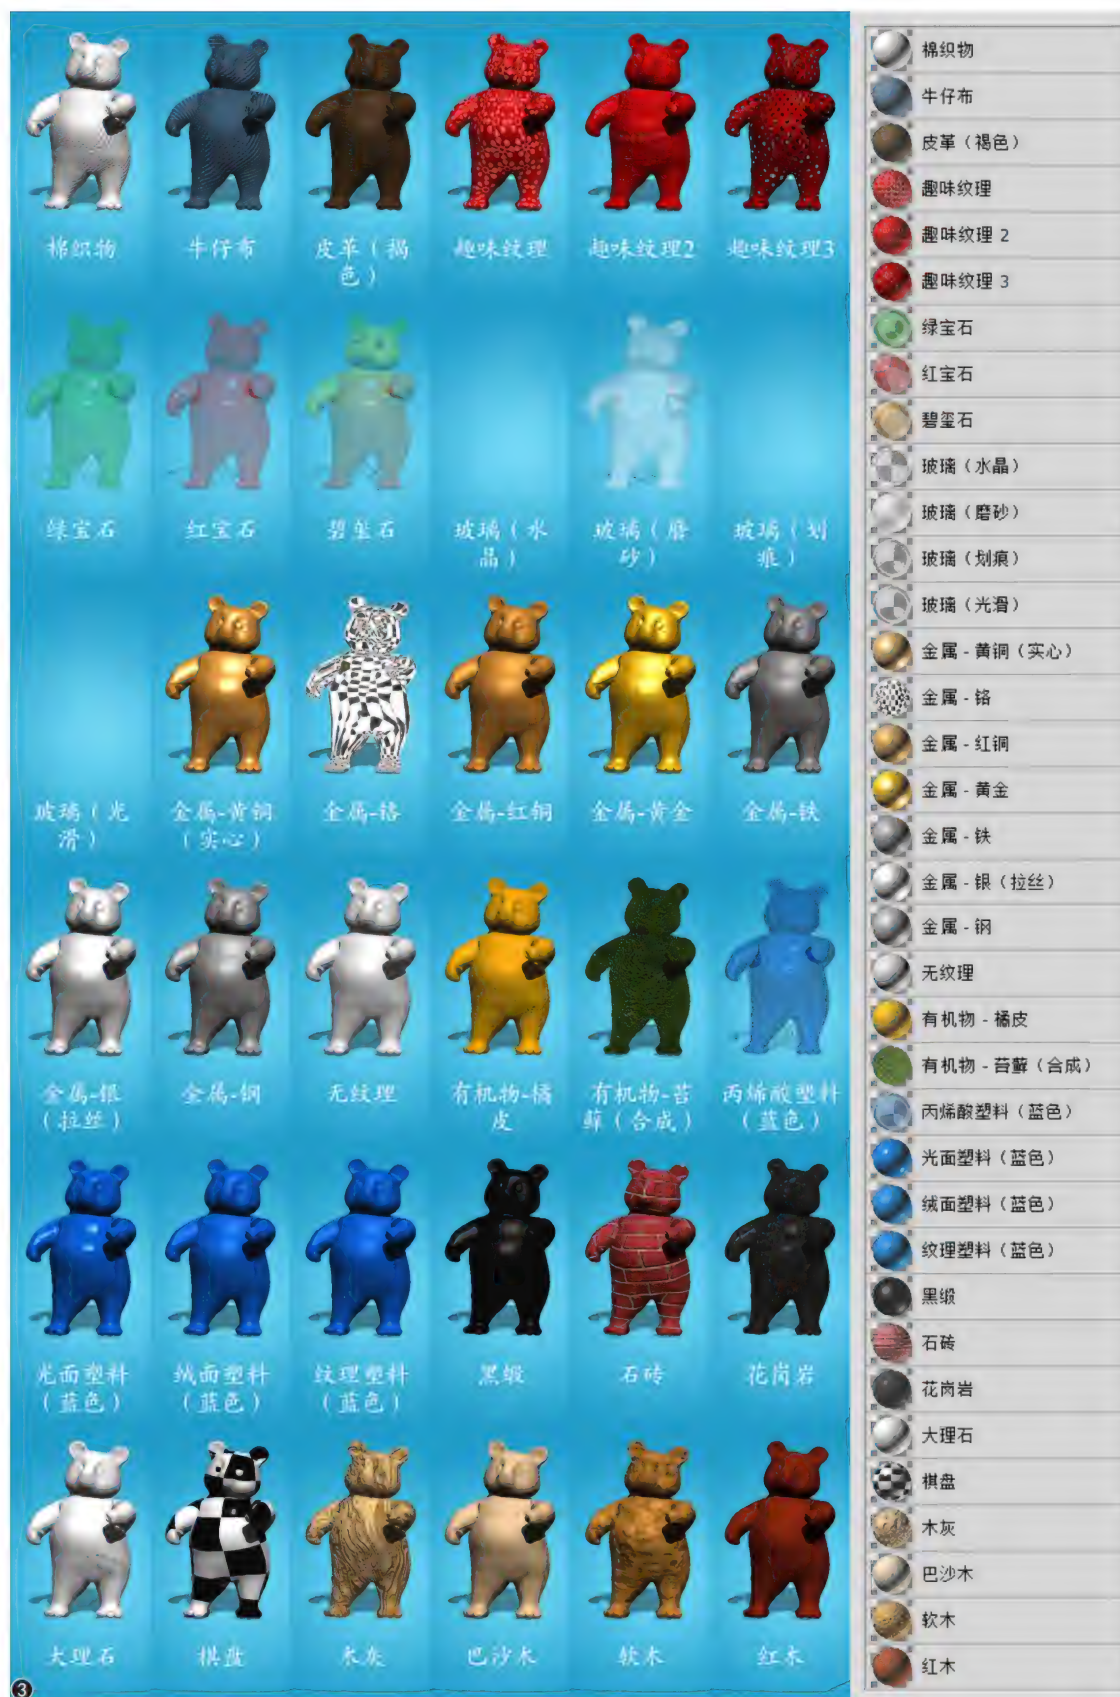 棉织物
牛仔布
皮革（褐
色）
趣味纹理
趣味纹理2
趣味纹理3
绿宝石
红宝石
碧玺石
玻璃（水
晶）
玻璃（磨
砂）
玻璃（划
痕）
玻璃（光
滑）
金属-黄铜
（实心）
金属-铬
金属-红铜
金属-黄金
金属-铁
金属-银
（拉丝）
金属-钢
无纹理
有机物-橘
皮
有机物-苔
藓（合成）
丙烯酸塑料
（蓝色）
光面塑料
（蓝色）
绒面塑料
（蓝色）
纹理塑料
（蓝色）
黑缎
石砖
花岗岩
大理石
棋盘
木灰
巴沙木
软木
红木
3
棉织物
牛仔布
皮革（褐色）
趣味纹理
趣味纹理 2
趣味纹理 3
绿宝石
红宝石
碧玺石
玻璃（水晶）
玻璃（磨砂）
玻璃（划痕）
玻璃（光滑）
金属 - 黄铜（实心）
金属 - 铬
金属 - 红铜
金属 - 黄金
金属 - 铁
金属 - 银（拉丝）
金属 - 钢
无纹理
有机物 - 橘皮
有机物 - 苔藓（合成）
丙烯酸塑料（蓝色）
光面塑料（蓝色）
绒面塑料（蓝色）
纹理塑料（蓝色）
黑缎
石砖
花岗岩
大理石
棋盘
木灰
巴沙木
软木
红木